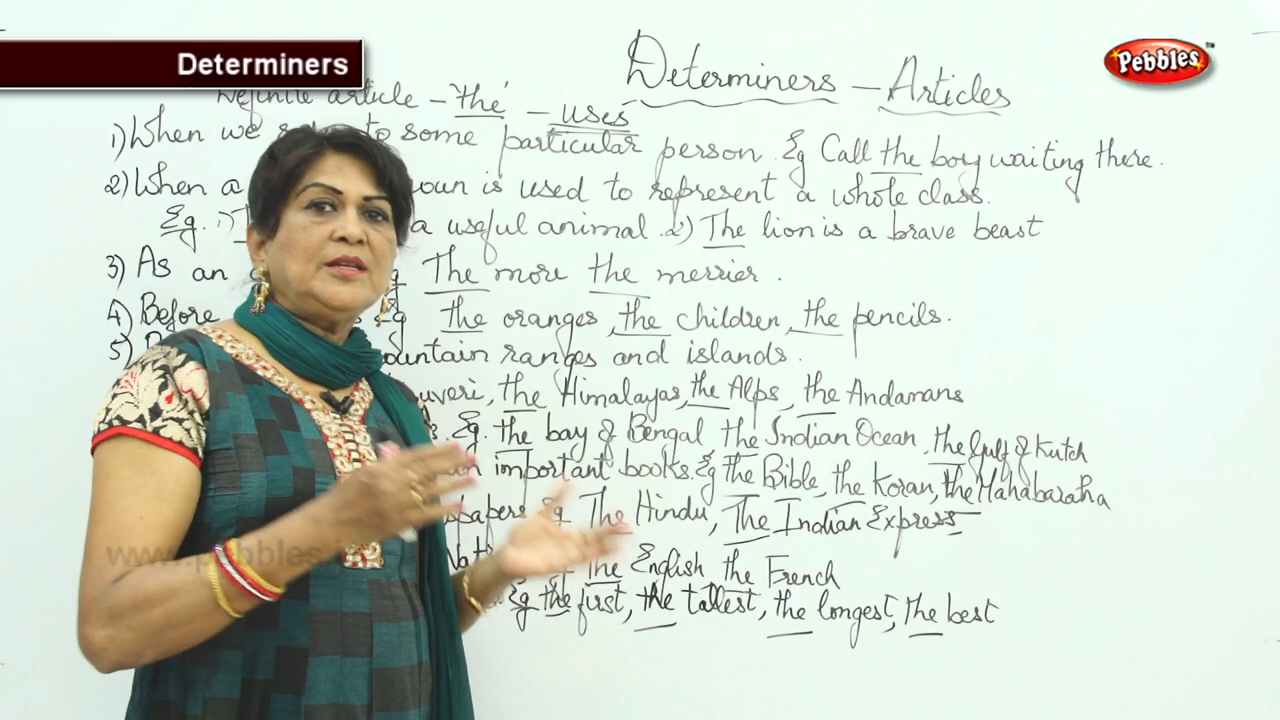 Determiners
Pebbles™
Determiners – Articles
Definite article – 'the' – uses
1) When we to some particular person. Eg Call the boy waiting there.
2) When a noun is used to represent a whole class.
Eg. 1) a useful animal. 2) The lion is a brave beast
3) As an The more the merrier.
4) Before the oranges, the children, the pencils.
5) mountain ranges and islands.
the Himalayas, the Alps, the Andamans
Eg. the bay of Bengal the Indian Ocean, the Gulf of Kutch
important books. Eg the Bible, the Koran, the Mahabaratha
Eg The Hindu, The Indian Express
the English the French
Eg the first, the tallest, the longest, the best
www.pebbles.i